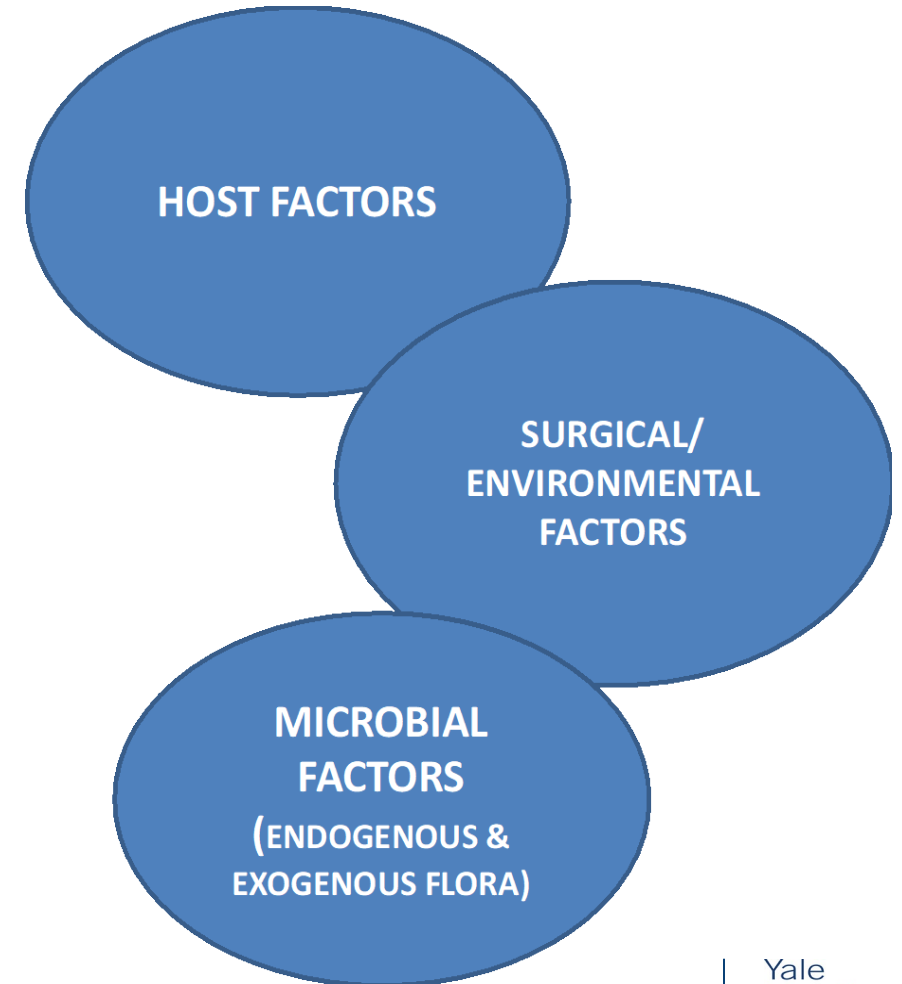 HOST FACTORS
SURGICAL/
ENVIRONMENTAL
FACTORS
MICROBIAL
FACTORS
(ENDOGENOUS &
EXOGENOUS FLORA)
Yale